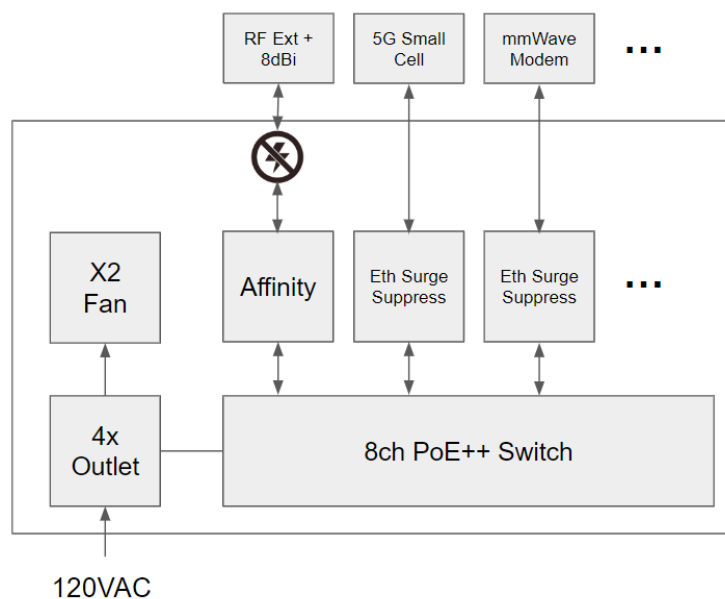 RF Ext +
8dBi
5G Small
Cell
mmWave
Modem
...
X2
Fan
Affinity
Eth Surge
Suppress
Eth Surge
Suppress
...
4x
Outlet
8ch PoE++ Switch
120VAC